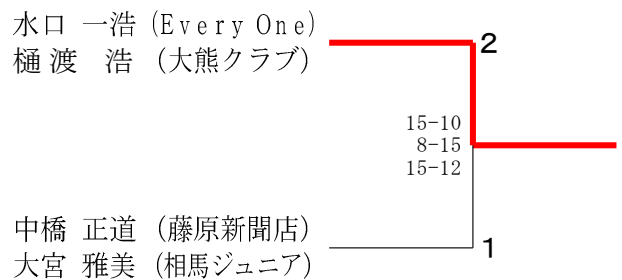 水口 一浩 (Every One)
樋渡 浩 (大熊クラブ)
2
15-10
8-15
15-12
中橋 正道 (藤原新聞店)
大宮 雅美 (相馬ジュニア)
1